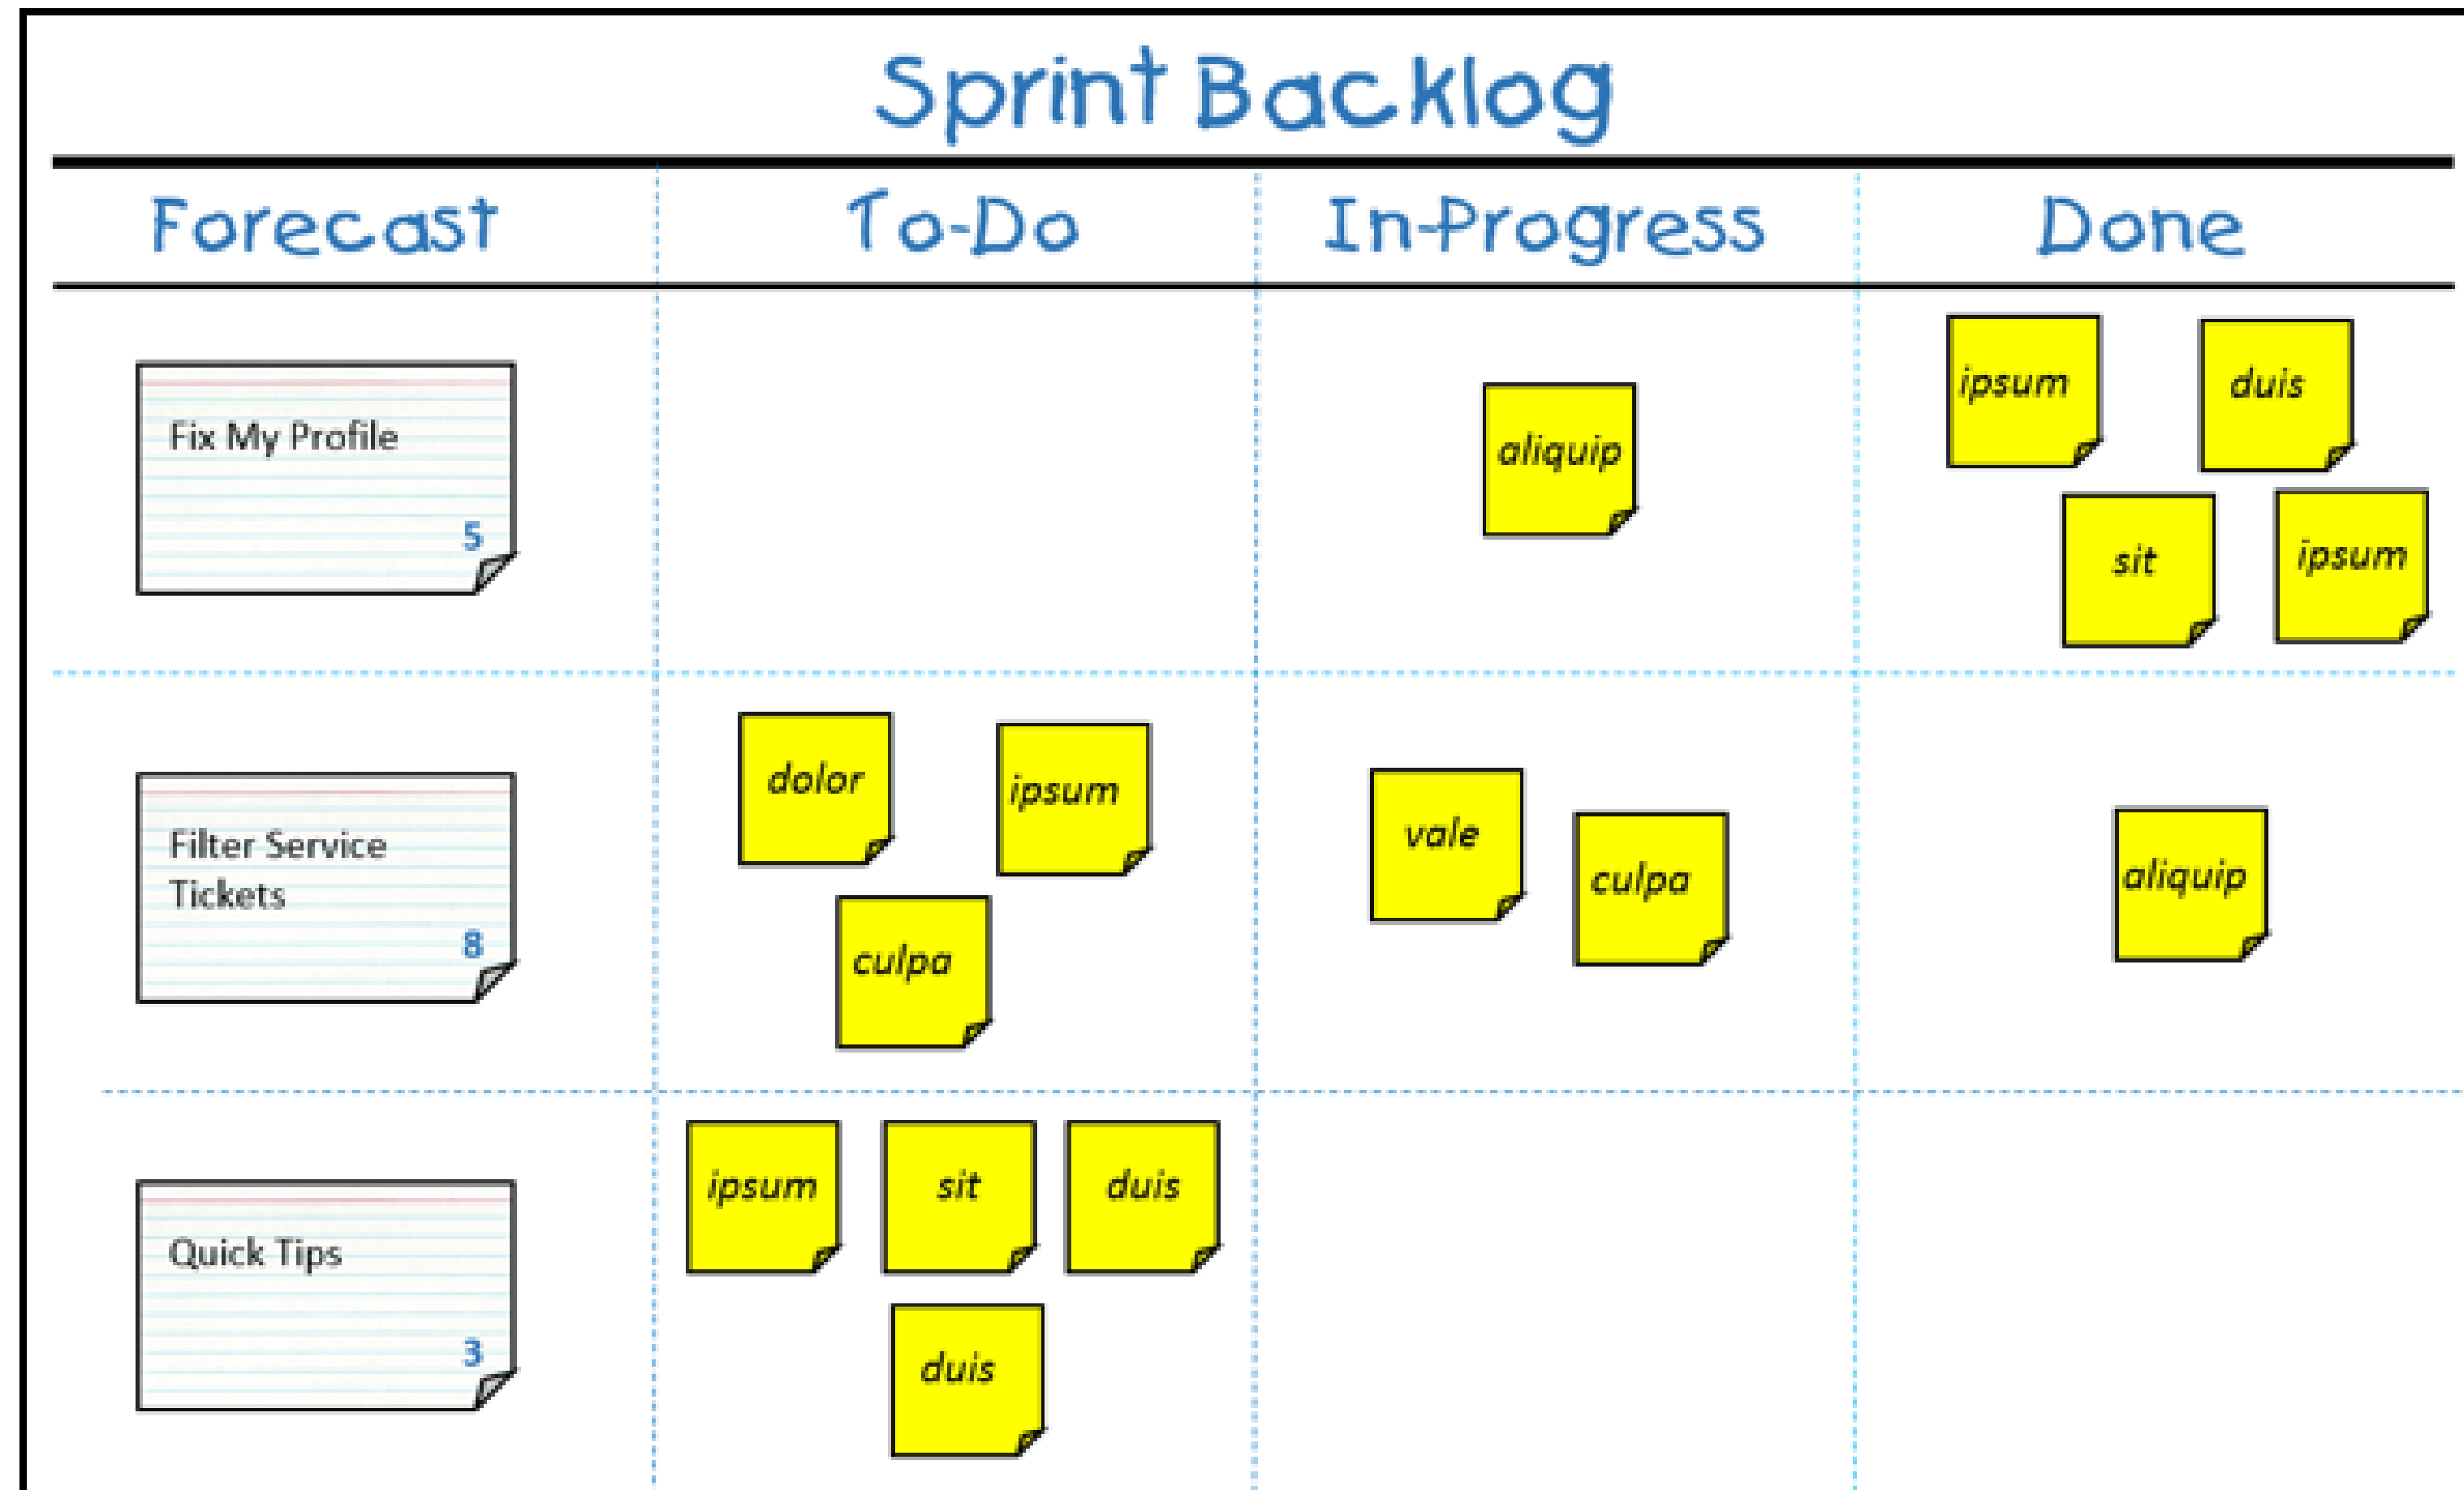 Sprint Backlog
Forecast
To-Do
In-Progress
Done
Fix My Profile
5
aliquip
ipsum
duis
sit
ipsum
Filter Service
Tickets
8
dolor
ipsum
culpa
vale
culpa
aliquip
Quick Tips
3
ipsum
sit
duis
duis